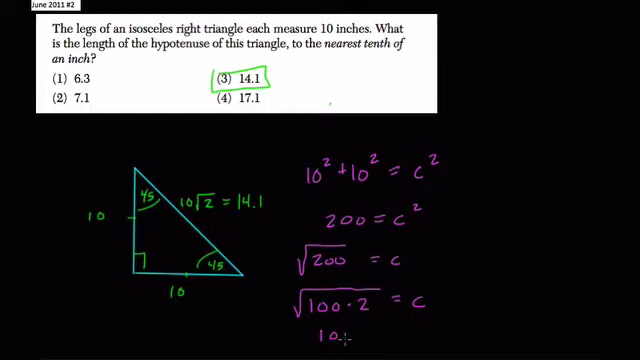 June 2011 #2
The legs of an isosceles right triangle each measure 10 inches. What
is the length of the hypotenuse of this triangle, to the nearest tenth of
an inch?
(1) 6.3
(3) 14.1
(2) 7.1
(4) 17.1
45
10
10√2 = 14.1
45
10
10² + 10² = c²
200 = c²
√200 = c
√100 · 2 = c
10